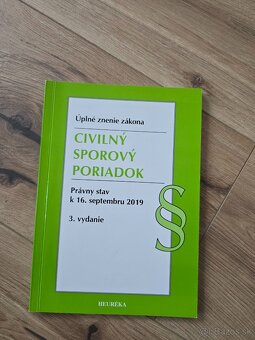 Úplné znenie zákona
CIVILNÝ
SPOROVÝ
PORIADOK
Právny stav
k 16. septembru 2019
3. vydanie
§
HEURÉKA